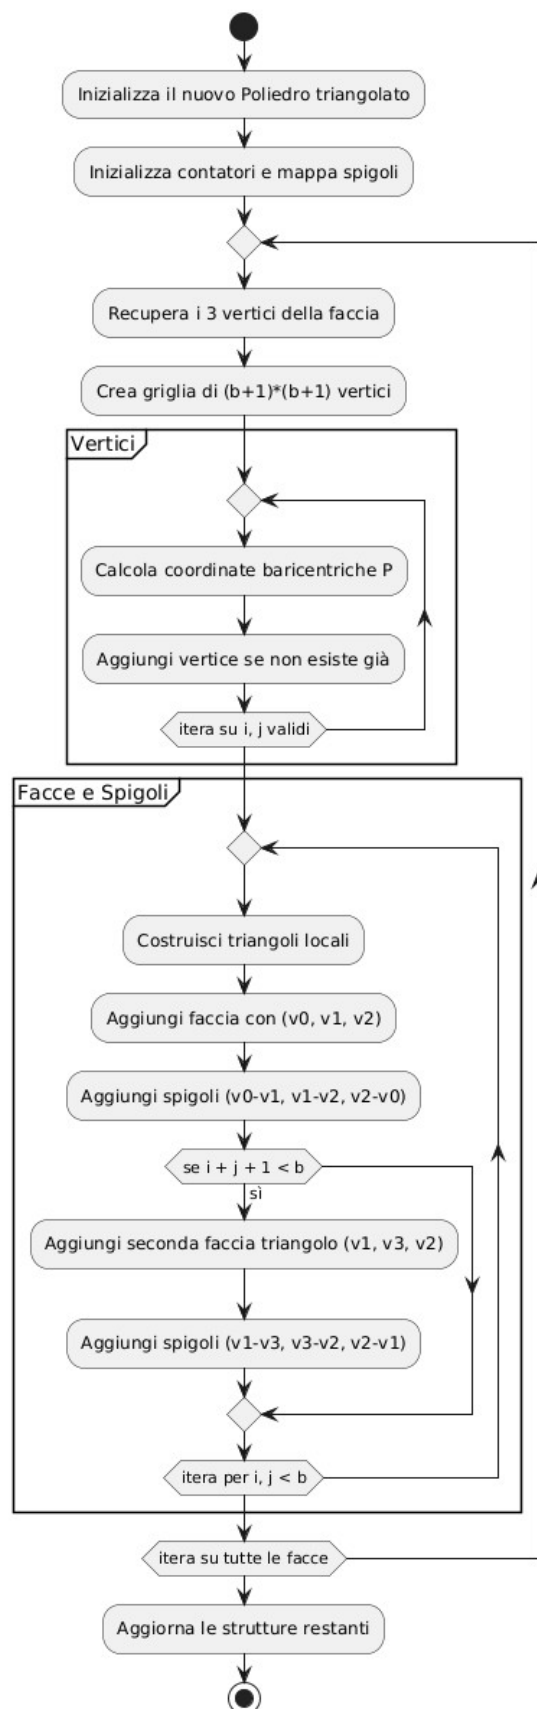 Inizializza il nuovo Poliedro triangolato
Inizializza contatori e mappa spigoli
Recupera i 3 vertici della faccia
Crea griglia di (b+1)*(b+1) vertici
Vertici
Calcola coordinate baricentriche P
Aggiungi vertice se non esiste già
itera su i, j validi
Facce e Spigoli
Costruisci triangoli locali
Aggiungi faccia con (v0, v1, v2)
Aggiungi spigoli (v0-v1, v1-v2, v2-v0)
se i + j + 1 < b
sì
Aggiungi seconda faccia triangolo (v1, v3, v2)
Aggiungi spigoli (v1-v3, v3-v2, v2-v1)
itera per i, j < b
itera su tutte le facce
Aggiorna le strutture restanti